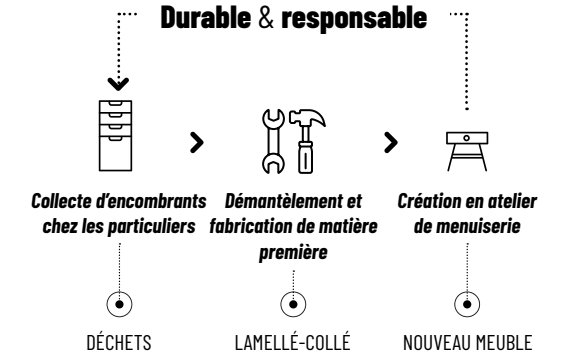 Durable & responsable
Collecte d'encombrants
chez les particuliers
Démantèlement et
fabrication de matière
première
Création en atelier
de menuiserie
DÉCHETS
LAMELLÉ-COLLÉ
NOUVEAU MEUBLE